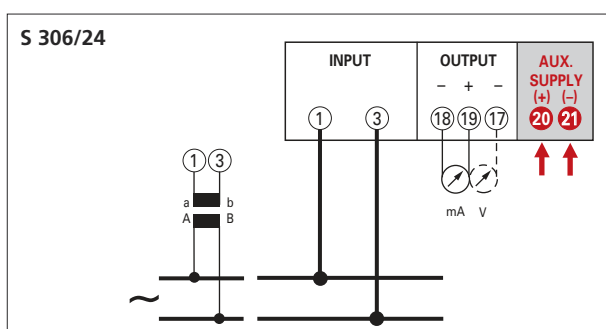 S 306/24
INPUT
OUTPUT
AUX.
SUPPLY
– + –
(+) (–)
1 3
18 19 17
20 21
1 3
a b
A B
mA V
~